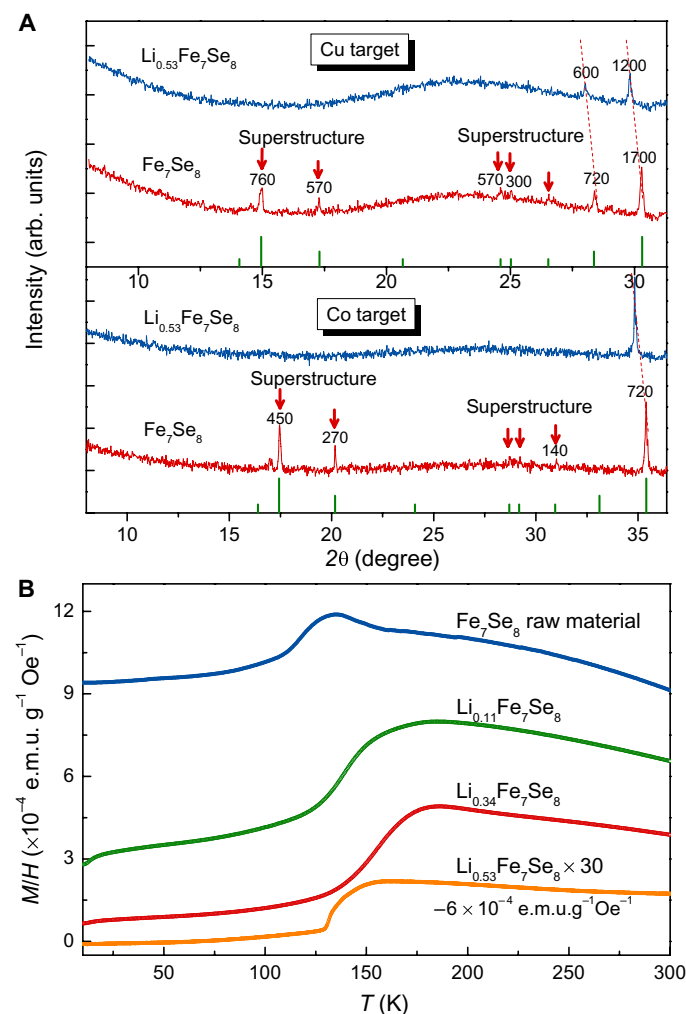 A
Li0.53Fe7Se8
Cu target
600
1200
Superstructure
Superstructure
Fe7Se8
760
570
570
300
720
1700
10 15 20 25 30
Intensity (arb. units)
Li0.53Fe7Se8
Co target
Superstructure
720
Superstructure
Fe7Se8
450
270
140
10 15 20 25 30 35
2θ (degree)
B
12
9
6
3
0
M/H (×10⁻⁴ e.m.u. g⁻¹ Oe⁻¹)
Fe7Se8 raw material
Li0.11Fe7Se8
Li0.34Fe7Se8
Li0.53Fe7Se8 × 30
−6 × 10⁻⁴ e.m.u.g⁻¹Oe⁻¹
50 100 150 200 250 300
T (K)